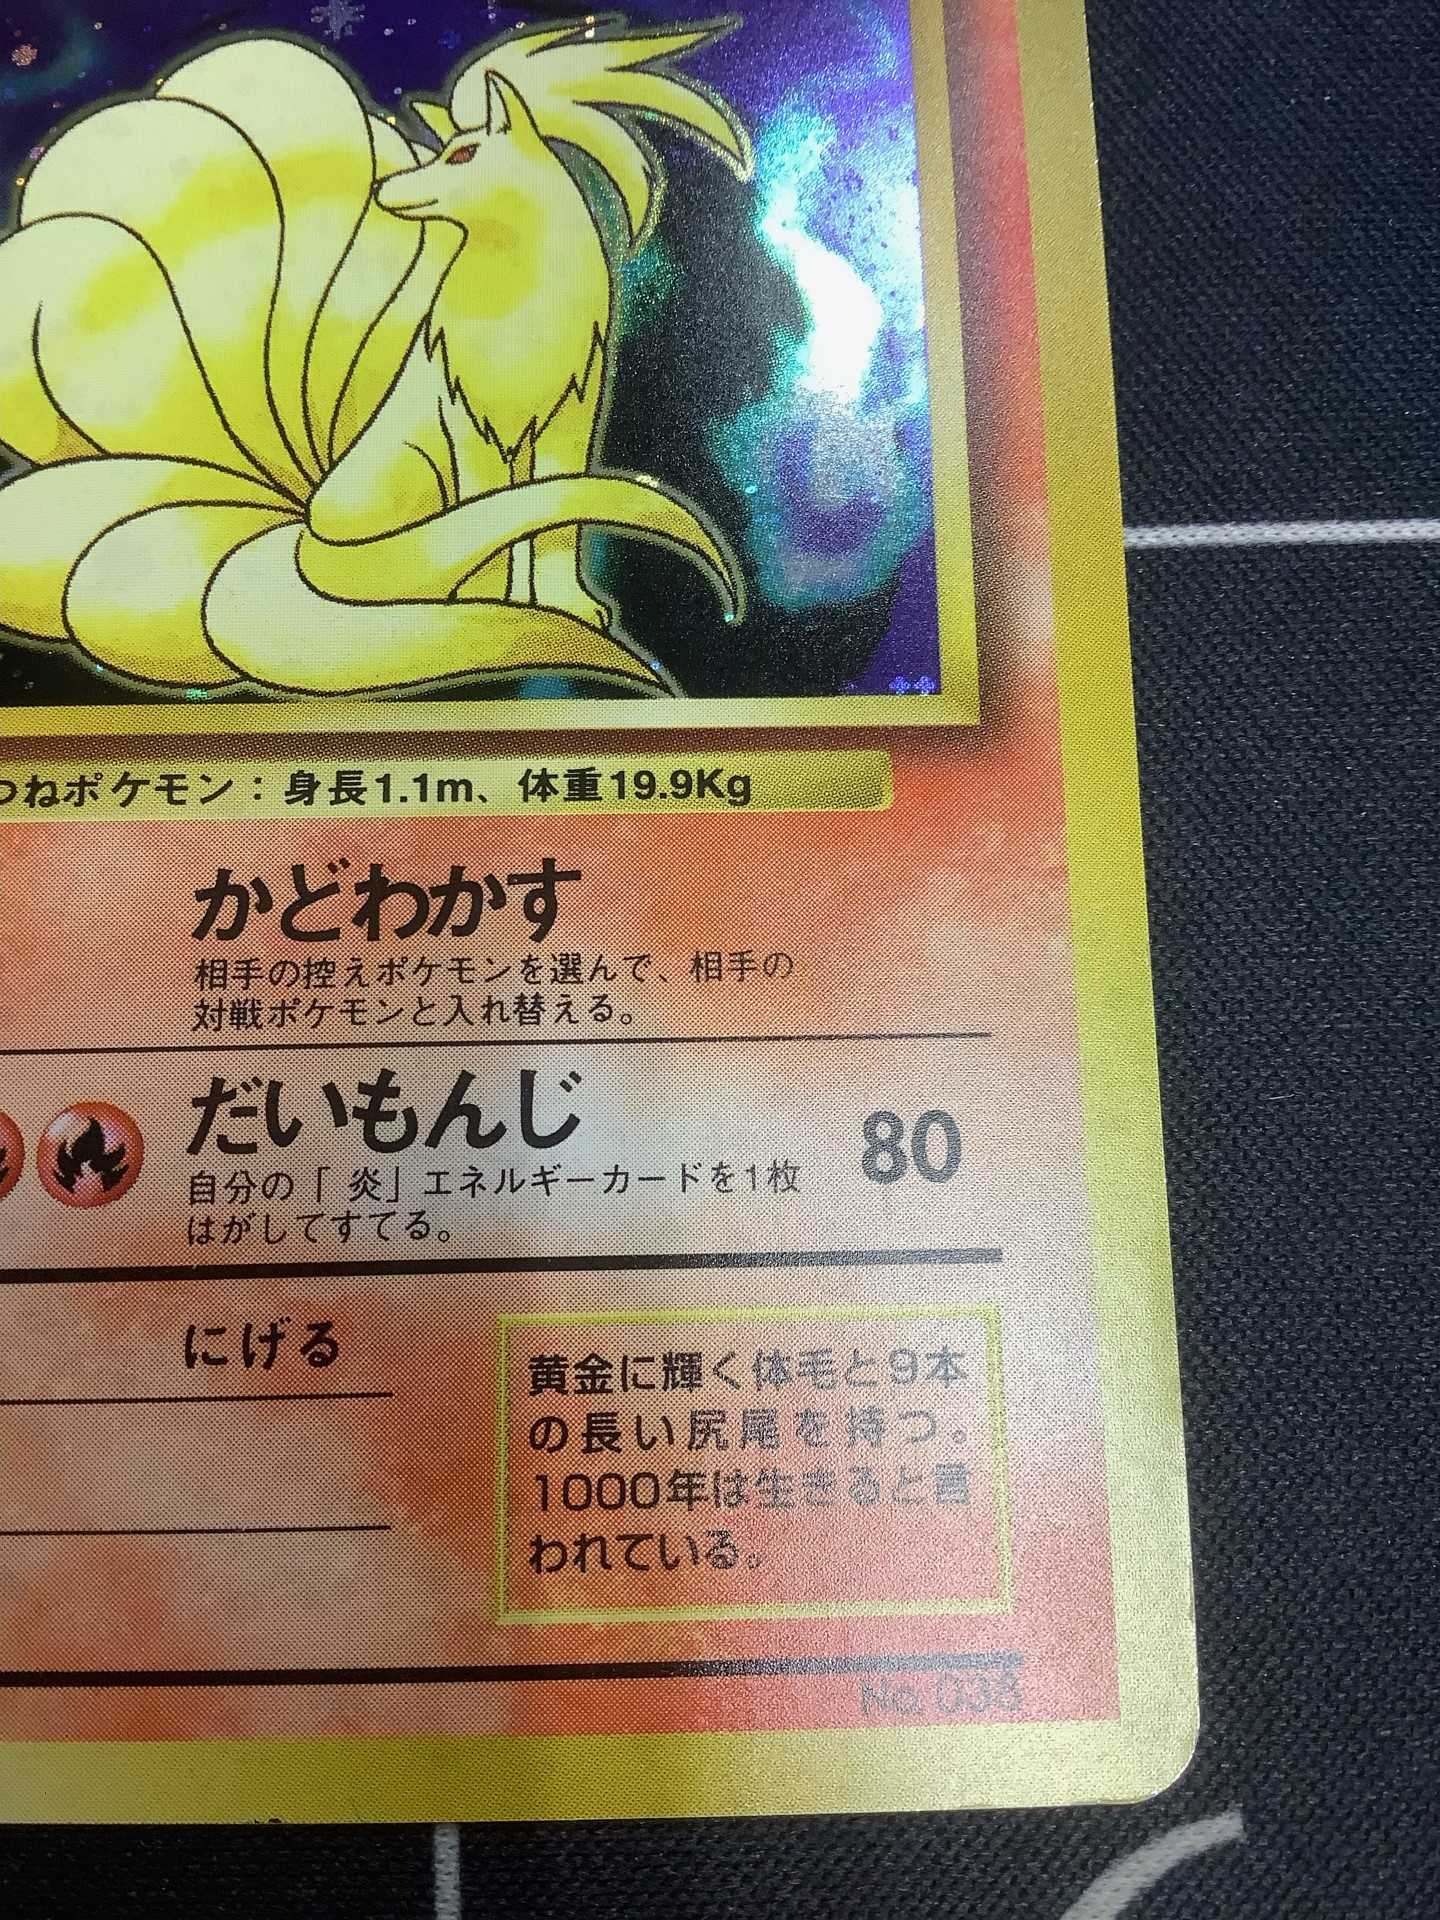 つねポケモン：身長1.1m、体重19.9Kg
かどわかす
相手の控えポケモンを選んで、相手の
対戦ポケモンと入れ替える。
だいもんじ 80
自分の「炎」エネルギーカードを1枚
はがしてすてる。
にげる
黄金に輝く体毛と9本
の長い尻尾を持つ。
1000年は生きると言
われている。
No. 038